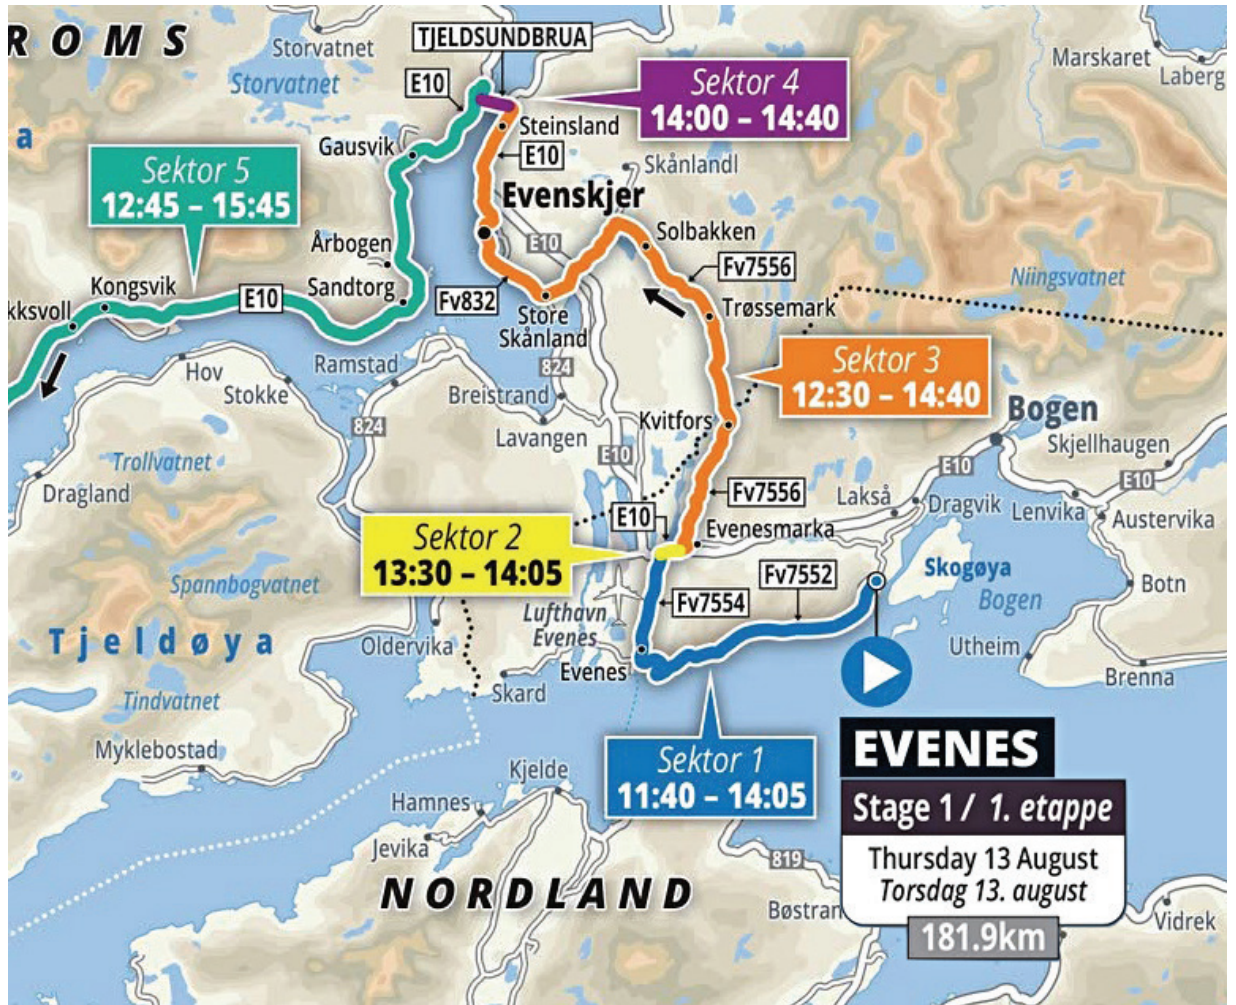 ROMS
Storvatnet
Storvatnet
TJELDSUNDBRUA
E10
Sektor 4
14:00 – 14:40
Marskaret
Laberg
a
Gausvik
Steinsland
E10
Skånlandl
Sektor 5
12:45 – 15:45
Evenskjer
Solbakken
Årbogen
E10
Fv7556
Niingsvatnet
Kongsvik
Sandtorg
E10
Fv832
kksvoll
Store
Skånland
Trøssemark
Hov
Ramstad
Stokke
824
Breistrand
Sektor 3
12:30 – 14:40
Lavangen
824
Kvitfors
Bogen
Skjellhaugen
Trollvatnet
E10
E10
E10
Dragland
Fv7556
Lakså
Dragvik
Lenvika
Austervika
E10
Evenesmarka
Sektor 2
13:30 – 14:05
Skogøya
Fv7552
Bogen
Botn
Spannbogvatnet
Fv7554
Lufthavn
Evenes
Tjeldøya
Oldervika
Utheim
Evenes
Skard
Brenna
Tindvatnet
Myklebostad
Sektor 1
11:40 – 14:05
EVENES
Kjelde
Stage 1 / 1. etappe
Hamnes
Jevika
819
Thursday 13 August
Torsdag 13. august
NORDLAND
Bøstran
Vidrek
181.9km